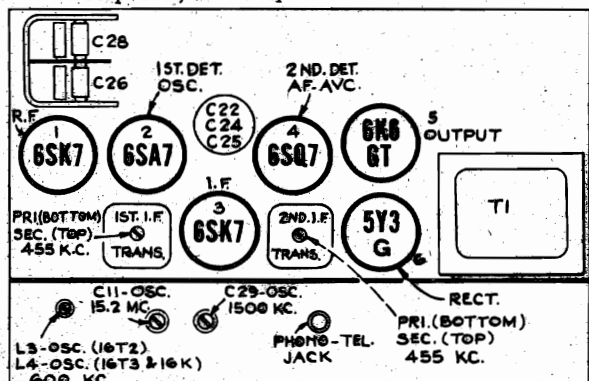 C28
C26
1ST. DET.
OSC.
2ND. DET.
AF-AVC.
C22
C24
C25
R.F.
1
6SK7
2
6SA7
4
6SQ7
6K6
GT
5
OUTPUT
T1
I.F.
3
6SK7
PRI.(BOTTOM)
SEC. (TOP)
455 K.C.
1ST. I.F.
TRANS.
2ND. I.F.
TRANS.
5Y3
G
6
RECT.
C11-OSC.
15.2 MC
C29-OSC.
1500 KC.
PHONO-TEL.
JACK
PRI.(BOTTOM)
SEC. (TOP)
455 KC.
L3-OSC. (16T2)
L4-OSC. (16T3 & 16K)
600 KC.